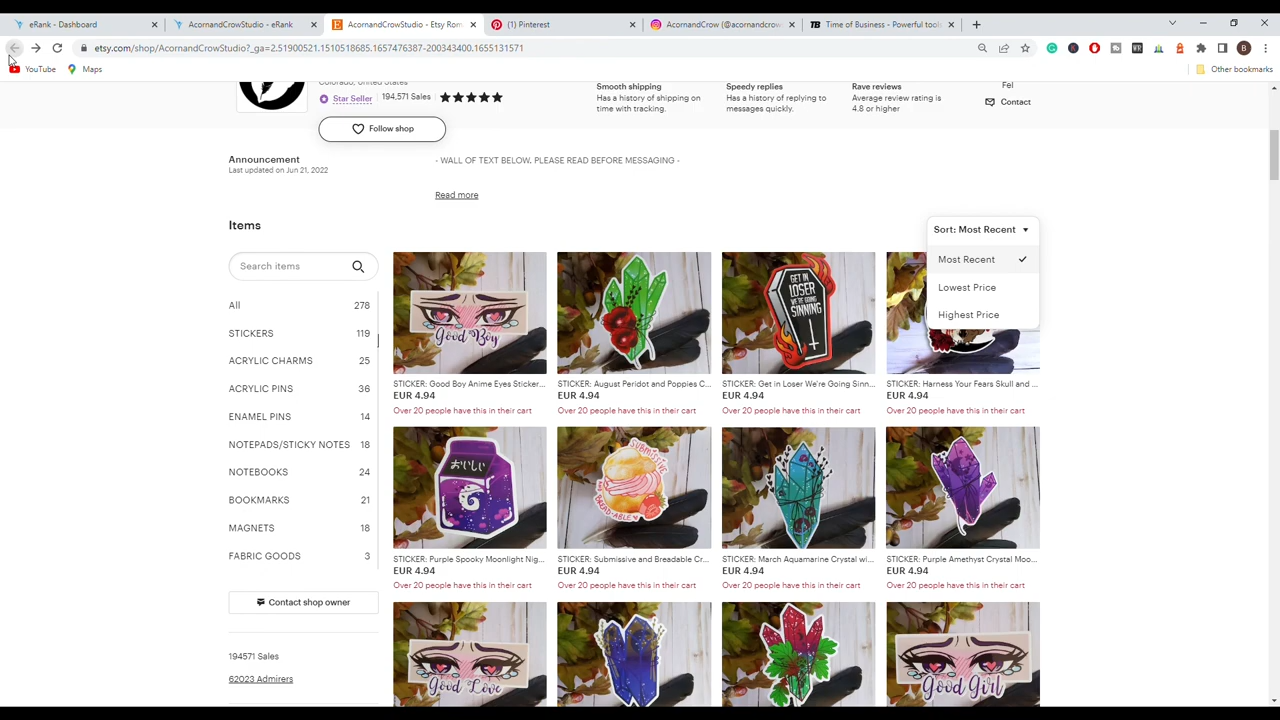 eRank - Dashboard
AcornandCrowStudio - eRank
AcornandCrowStudio - Etsy Rom
(1) Pinterest
AcornandCrow (@acornandcrow
Time of Business - Powerful tool
etsy.com/shop/AcornandCrowStudio?_ga=2.51900521.1510518685.1657476387-200343400.1655131571
YouTube
Maps
Other bookmarks
Colorado, United States
Star Seller
194,571 Sales
Follow shop
Smooth shipping
Has a history of shipping on
time with tracking.
Speedy replies
Has a history of replying to
messages quickly.
Rave reviews
Average review rating is
4.8 or higher
Fel
Contact
Announcement
Last updated on Jun 21, 2022
- WALL OF TEXT BELOW. PLEASE READ BEFORE MESSAGING -
Read more
Items
Sort: Most Recent
Most Recent
Lowest Price
Highest Price
Search items
All 278
STICKERS 119
ACRYLIC CHARMS 25
ACRYLIC PINS 36
ENAMEL PINS 14
NOTEPADS/STICKY NOTES 18
NOTEBOOKS 24
BOOKMARKS 21
MAGNETS 18
FABRIC GOODS 3
Contact shop owner
194571 Sales
62023 Admirers
Good Boy
GET IN
LOSER
WE'RE GOING
SINNING
STICKER: Good Boy Anime Eyes Sticker...
EUR 4.94
Over 20 people have this in their cart
STICKER: August Peridot and Poppies C...
EUR 4.94
Over 20 people have this in their cart
STICKER: Get in Loser We're Going Sinn...
EUR 4.94
Over 20 people have this in their cart
STICKER: Harness Your Fears Skull and ...
EUR 4.94
Over 20 people have this in their cart
おいしい
SUBMISSIVE
AND
BREAD-ABLE
STICKER: Purple Spooky Moonlight Nig...
EUR 4.94
Over 20 people have this in their cart
STICKER: Submissive and Breadable Cr...
EUR 4.94
Over 20 people have this in their cart
STICKER: March Aquamarine Crystal wi...
EUR 4.94
Over 20 people have this in their cart
STICKER: Purple Amethyst Crystal Moo...
EUR 4.94
Over 20 people have this in their cart
Good Love
Good Girl